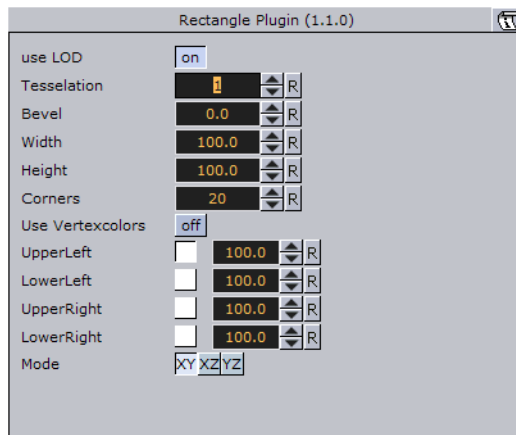 Rectangle Plugin (1.1.0)
use LOD on
Tesselation 1 R
Bevel 0.0 R
Width 100.0 R
Height 100.0 R
Corners 20 R
Use Vertexcolors off
UpperLeft 100.0 R
LowerLeft 100.0 R
UpperRight 100.0 R
LowerRight 100.0 R
Mode XY XZ YZ